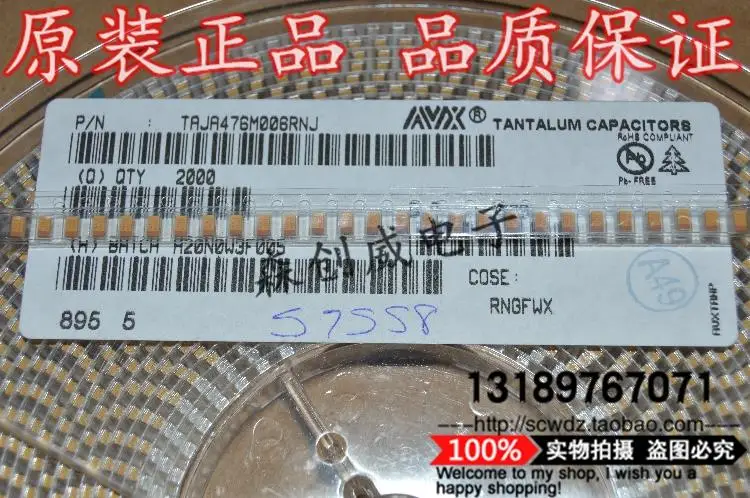 原装正品 品质保证
P/N : TAJA476M006RNJ
AVX ® TANTALUM CAPACITORS
RoHS COMPLIANT
Pb
Pb-FREE
(Q) QTY 2000
(H) BATCH A20N0W3F005
森创威电子
COSE:
RNGFWX
A49
895 5
57558
13189767071
---http://scwdz.taobao.com---
100% 实物拍摄 盗图必究
Welcome to my shop, I wish you a
happy shopping!